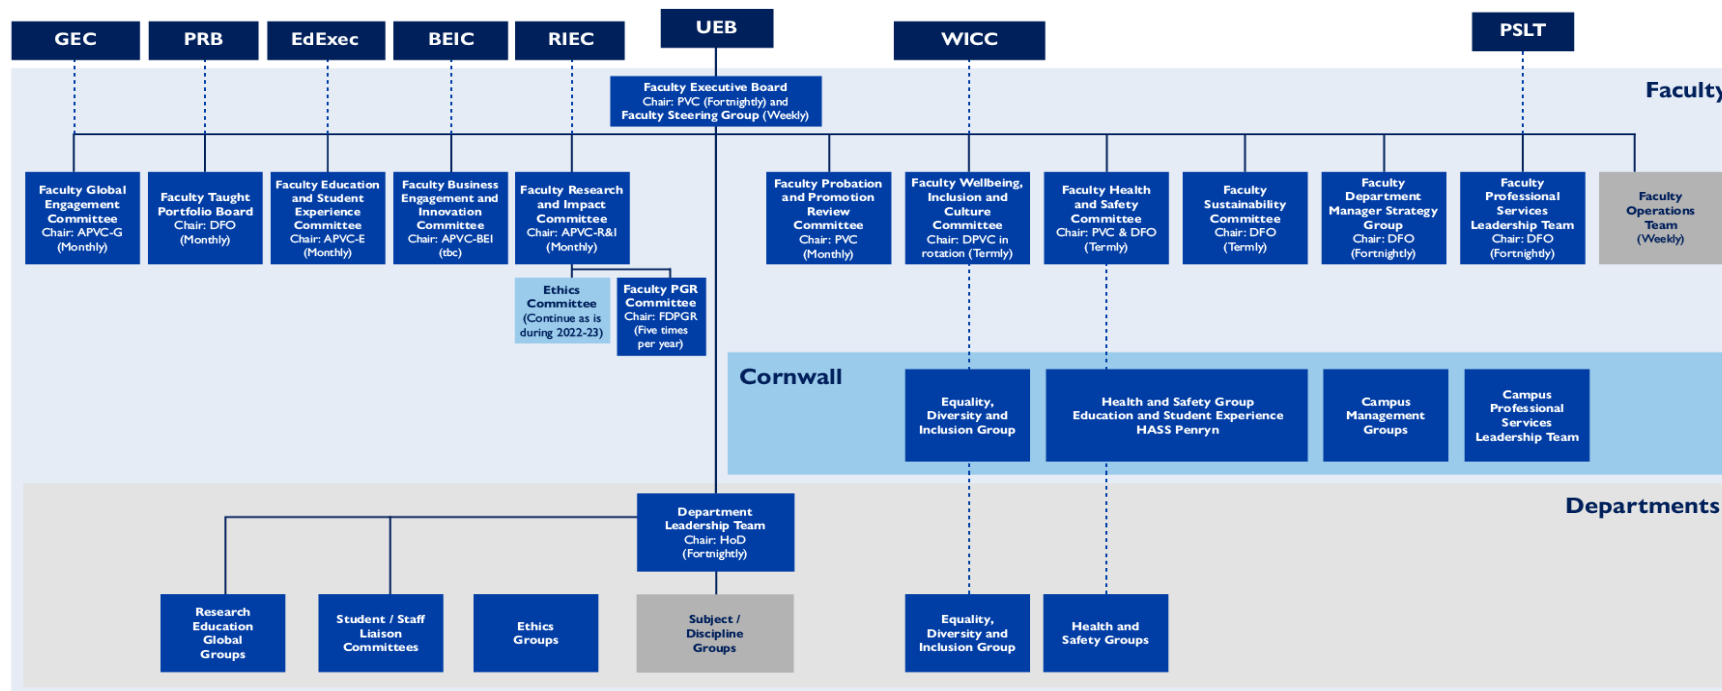 GEC
PRB
EdExec
BEIC
RIEC
UEB
WICC
PSLT
Faculty
Faculty Executive Board
Chair: PVC (Fortnightly) and
Faculty Steering Group (Weekly)
Faculty Global
Engagement
Committee
Chair: APVC-G
(Monthly)
Faculty Taught
Portfolio Board
Chair: DFO
(Monthly)
Faculty Education
and Student
Experience
Committee
Chair: APVC-E
(Monthly)
Faculty Business
Engagement and
Innovation
Committee
Chair: APVC-BEI
(tbc)
Faculty Research
and Impact
Committee
Chair: APVC-R&I
(Monthly)
Faculty Probation
and Promotion
Review
Committee
Chair: PVC
(Monthly)
Faculty Wellbeing,
Inclusion and
Culture
Committee
Chair: DPVC in
rotation (Termly)
Faculty Health
and Safety
Committee
Chair: PVC & DFO
(Termly)
Faculty
Sustainability
Committee
Chair: DFO
(Termly)
Faculty
Department
Manager Strategy
Group
Chair: DFO
(Fortnightly)
Faculty
Professional
Services
Leadership Team
Chair: DFO
(Fortnightly)
Faculty
Operations
Team
(Weekly)
Ethics
Committee
(Continue as is
during 2022-23)
Faculty PGR
Committee
Chair: FDPGR
(Five times
per year)
Cornwall
Equality,
Diversity and
Inclusion Group
Health and Safety Group
Education and Student Experience
HASS Penryn
Campus
Management
Groups
Campus
Professional
Services
Leadership Team
Departments
Department
Leadership Team
Chair: HoD
(Fortnightly)
Research
Education
Global
Groups
Student / Staff
Liaison
Committees
Ethics
Groups
Subject /
Discipline
Groups
Equality,
Diversity and
Inclusion Group
Health and
Safety Groups